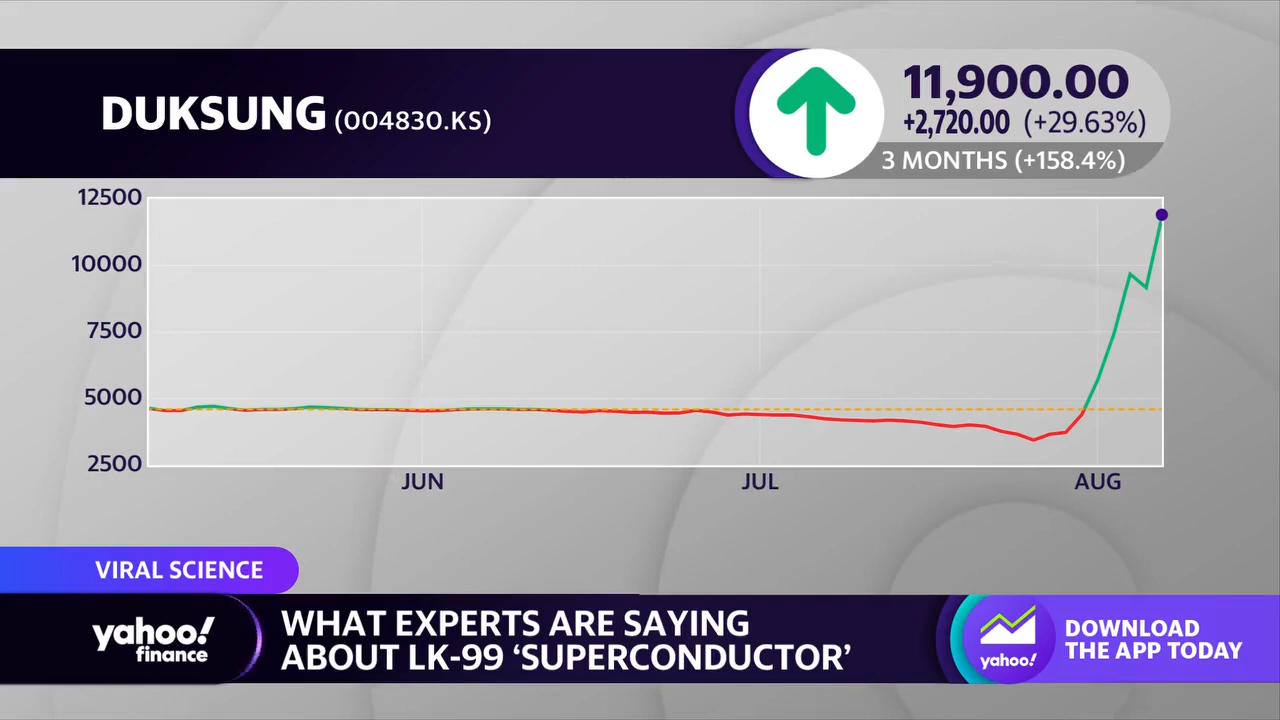 DUKSUNG (004830.KS)
11,900.00
+2,720.00 (+29.63%)
3 MONTHS (+158.4%)
12500
10000
7500
5000
2500
JUN JUL AUG
VIRAL SCIENCE
yahoo!
finance
WHAT EXPERTS ARE SAYING
ABOUT LK-99 ‘SUPERCONDUCTOR’
yahoo!
DOWNLOAD
THE APP TODAY